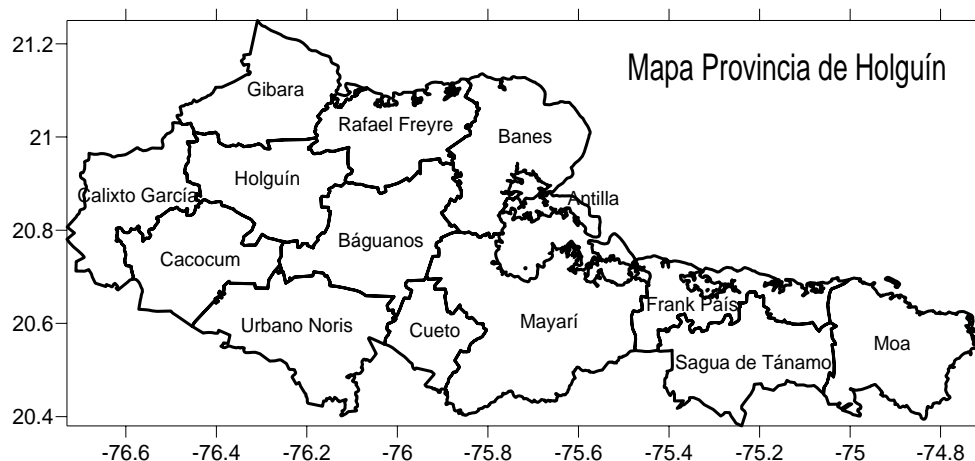 21.2
Mapa Provincia de Holguín
Gibara
Rafael Freyre
21
Banes
Holguín
Calixto García
Antilla
20.8
Báguanos
Cacocum
Frank País
20.6
Urbano Noris
Cueto
Mayarí
Moa
Sagua de Tánamo
20.4
-76.6
-76.4
-76.2
-76
-75.8
-75.6
-75.4
-75.2
-75
-74.8